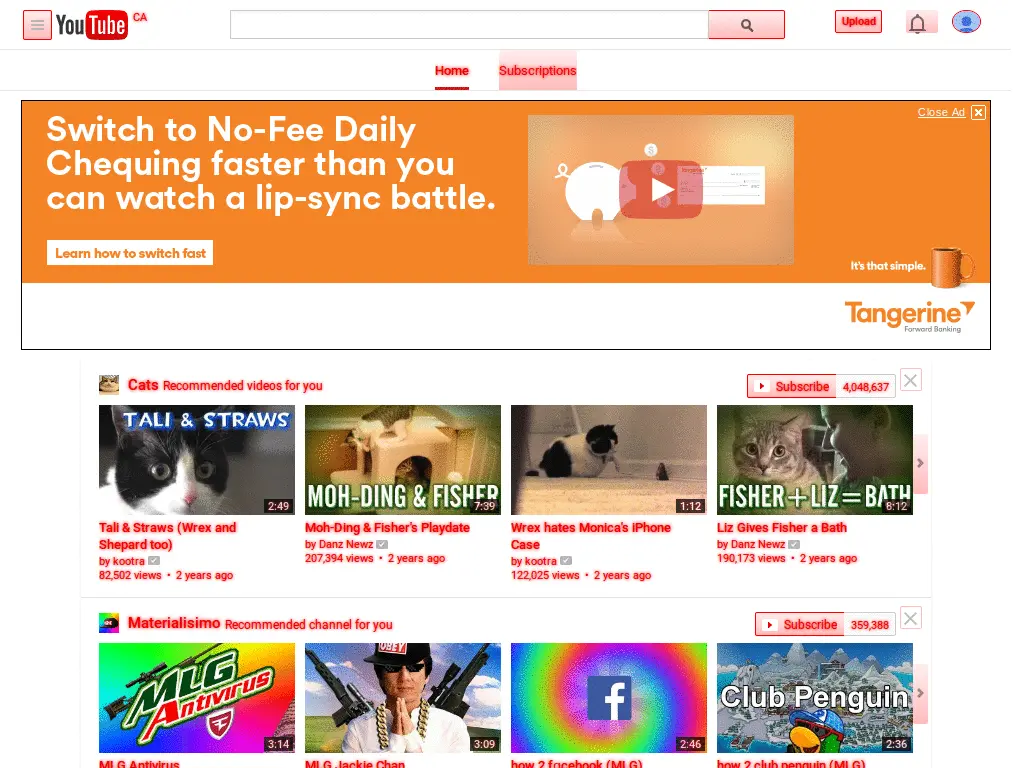 YouTube CA
Upload
Home
Subscriptions
Close Ad
Switch to No-Fee Daily
Chequing faster than you
can watch a lip-sync battle.
Learn how to switch fast
It's that simple.
Tangerine
Forward Banking
Cats Recommended videos for you
Subscribe 4,048,637
TALI & STRAWS
2:49
MOH-DING & FISHER
7:39
1:12
FISHER+LIZ=BATH
8:12
Tali & Straws (Wrex and
Shepard too)
by kootra
82,502 views • 2 years ago
Moh-Ding & Fisher's Playdate
by Danz Newz
207,394 views • 2 years ago
Wrex hates Monica's iPhone
Case
by kootra
122,025 views • 2 years ago
Liz Gives Fisher a Bath
by Danz Newz
190,173 views • 2 years ago
Materialisimo Recommended channel for you
Subscribe 359,388
MLG
Antivirus
3:14
OBEY
3:09
f
2:46
Club Penguin
2:36
MLG Antivirus
MLG Jackie Chan
how 2 facebook (MLG)
how 2 club penguin (MLG)